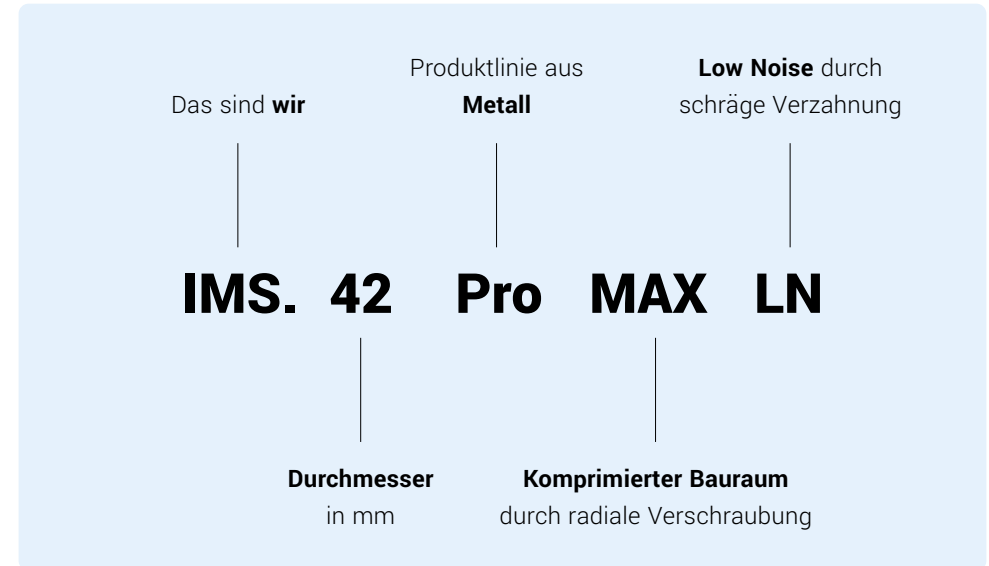 Das sind wir
Produktlinie aus
Metall
Low Noise durch
schräge Verzahnung
IMS. 42 Pro MAX LN
Durchmesser
in mm
Komprimierter Bauraum
durch radiale Verschraubung